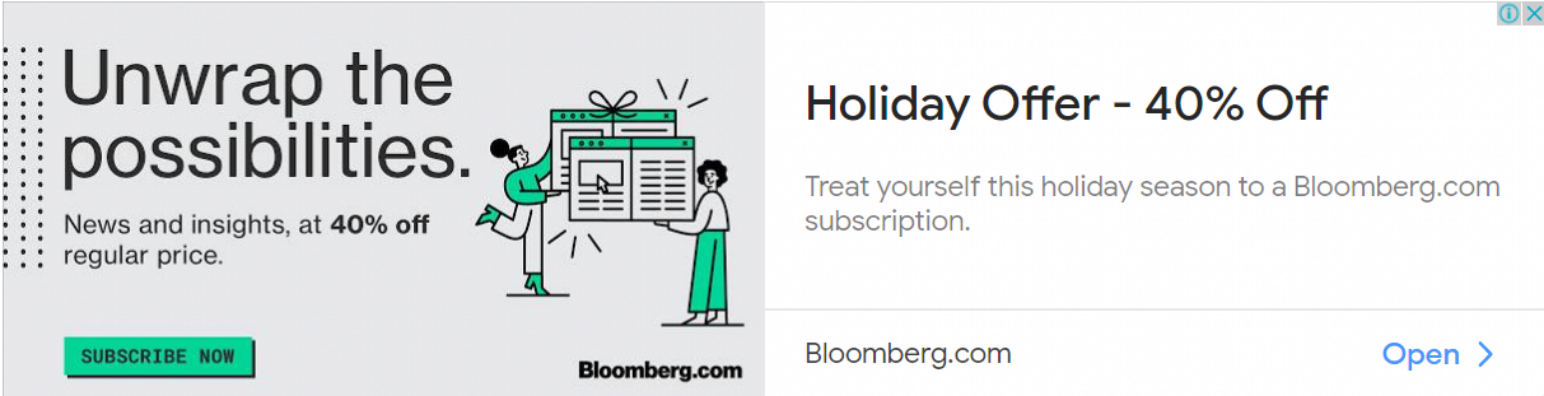 Unwrap the
possibilities.
News and insights, at 40% off
regular price.
SUBSCRIBE NOW
Bloomberg.com
Holiday Offer - 40% Off
Treat yourself this holiday season to a Bloomberg.com
subscription.
Bloomberg.com
Open